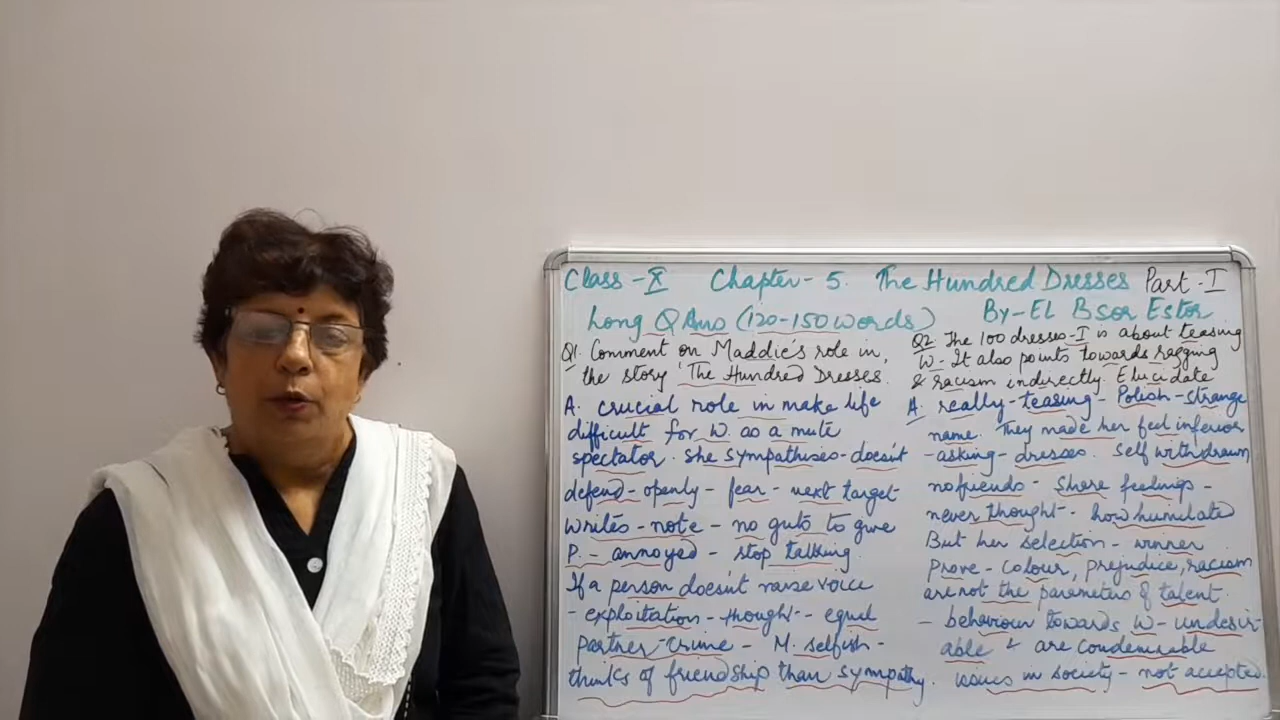 Class - X Chapter - 5. The Hundred Dresses Part - I
Long Q Ans (120-150 words) By - EL Bsor Ester
Q1. Comment on Maddie's role in
the story 'The Hundred Dresses.
A. crucial role in make life
difficult for W. as a mute
spectator. She sympathises - doesn't
defend - openly - fear - next target
writes - note - no guts to give
P. - annoyed - stop talking.
If a person doesn't raise voice
- exploitation - thought - equal
Partner - crime - M. selfish -
thinks of friendship than sympathy.
Q2 The 100 dresses - I is about teasing
W - It also points towards ragging
& racism indirectly. Elucidate
A. really - teasing - Polish - strange
name. They made her feel inferior
- asking - dresses. Self withdrawn
no friends - share feelings -
never thought - how humilated
But her selection - winner
Prove - colour, prejudice, racism
are not the parameters of talent.
- behaviour towards W - undesir-
able & are condemnable
issues in society - not accepted.